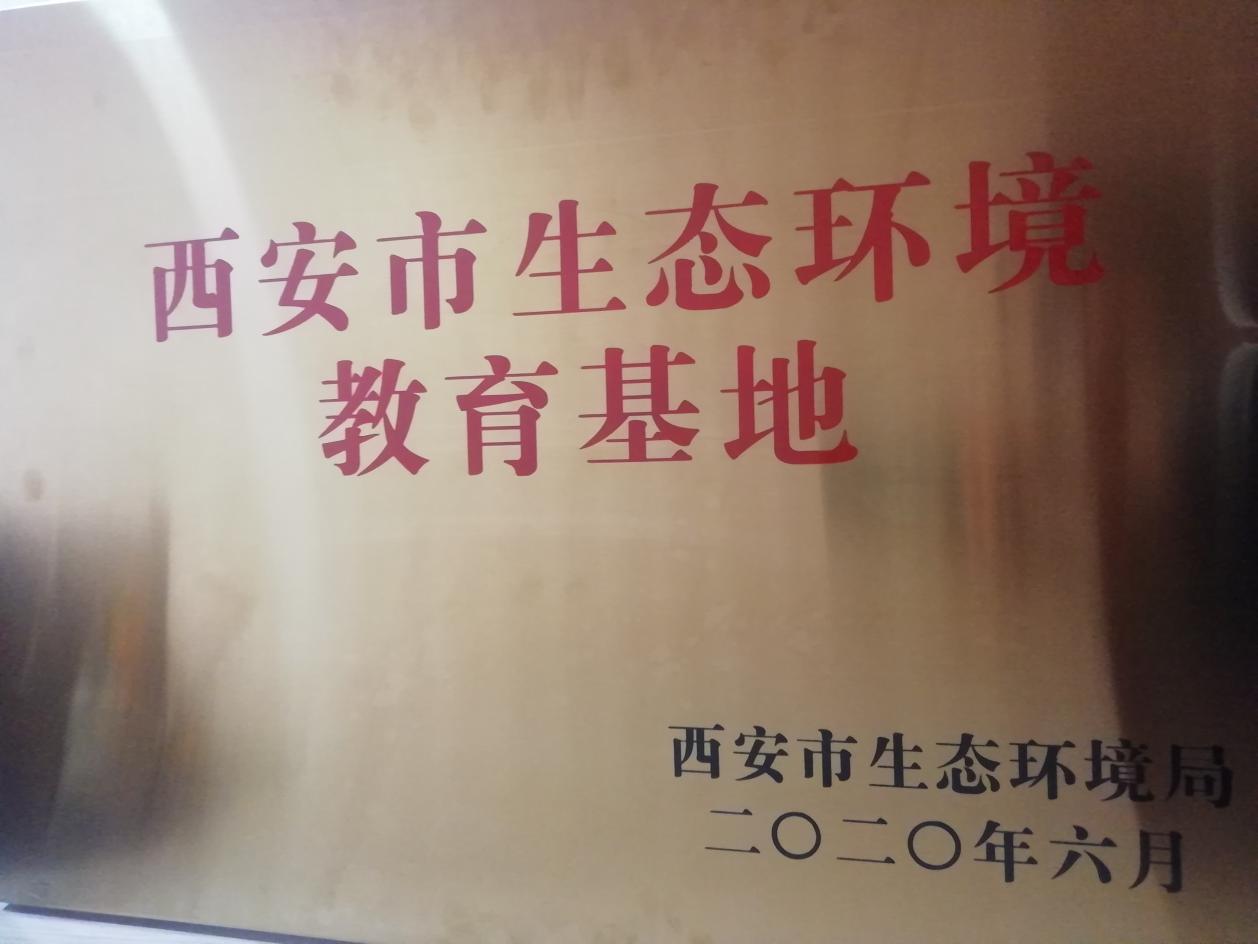 西安市生态环境
教育基地
西安市生态环境局
二〇二〇年六月